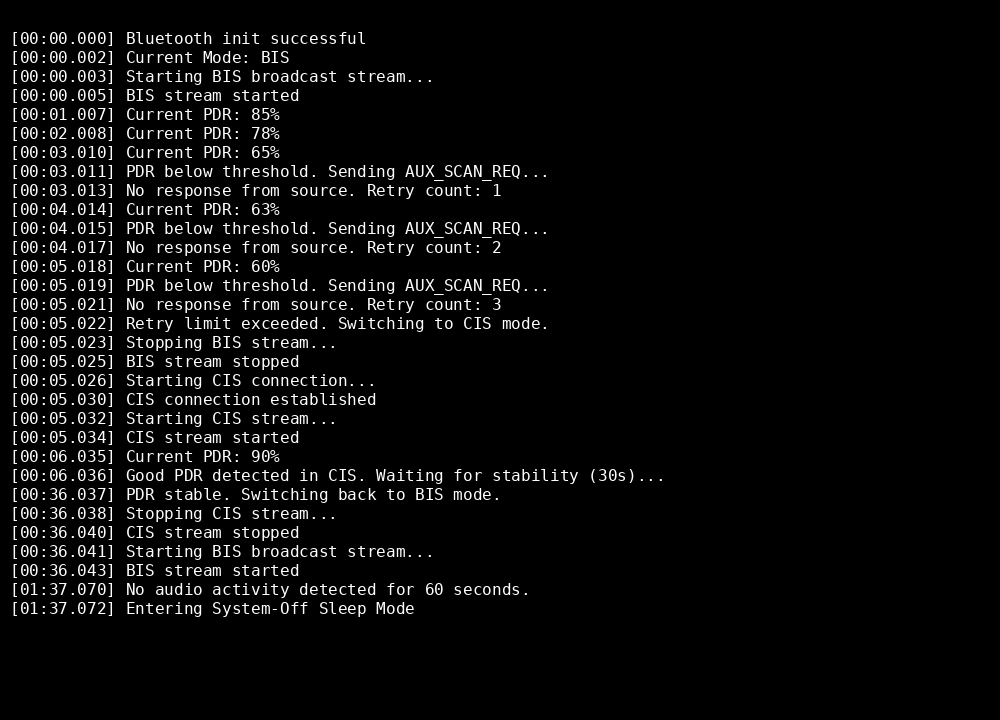 [00:00.000] Bluetooth init successful
[00:00.002] Current Mode: BIS
[00:00.003] Starting BIS broadcast stream...
[00:00.005] BIS stream started
[00:01.007] Current PDR: 85%
[00:02.008] Current PDR: 78%
[00:03.010] Current PDR: 65%
[00:03.011] PDR below threshold. Sending AUX_SCAN_REQ...
[00:03.013] No response from source. Retry count: 1
[00:04.014] Current PDR: 63%
[00:04.015] PDR below threshold. Sending AUX_SCAN_REQ...
[00:04.017] No response from source. Retry count: 2
[00:05.018] Current PDR: 60%
[00:05.019] PDR below threshold. Sending AUX_SCAN_REQ...
[00:05.021] No response from source. Retry count: 3
[00:05.022] Retry limit exceeded. Switching to CIS mode.
[00:05.023] Stopping BIS stream...
[00:05.025] BIS stream stopped
[00:05.026] Starting CIS connection...
[00:05.030] CIS connection established
[00:05.032] Starting CIS stream...
[00:05.034] CIS stream started
[00:06.035] Current PDR: 90%
[00:06.036] Good PDR detected in CIS. Waiting for stability (30s)...
[00:36.037] PDR stable. Switching back to BIS mode.
[00:36.038] Stopping CIS stream...
[00:36.040] CIS stream stopped
[00:36.041] Starting BIS broadcast stream...
[00:36.043] BIS stream started
[01:37.070] No audio activity detected for 60 seconds.
[01:37.072] Entering System-Off Sleep Mode